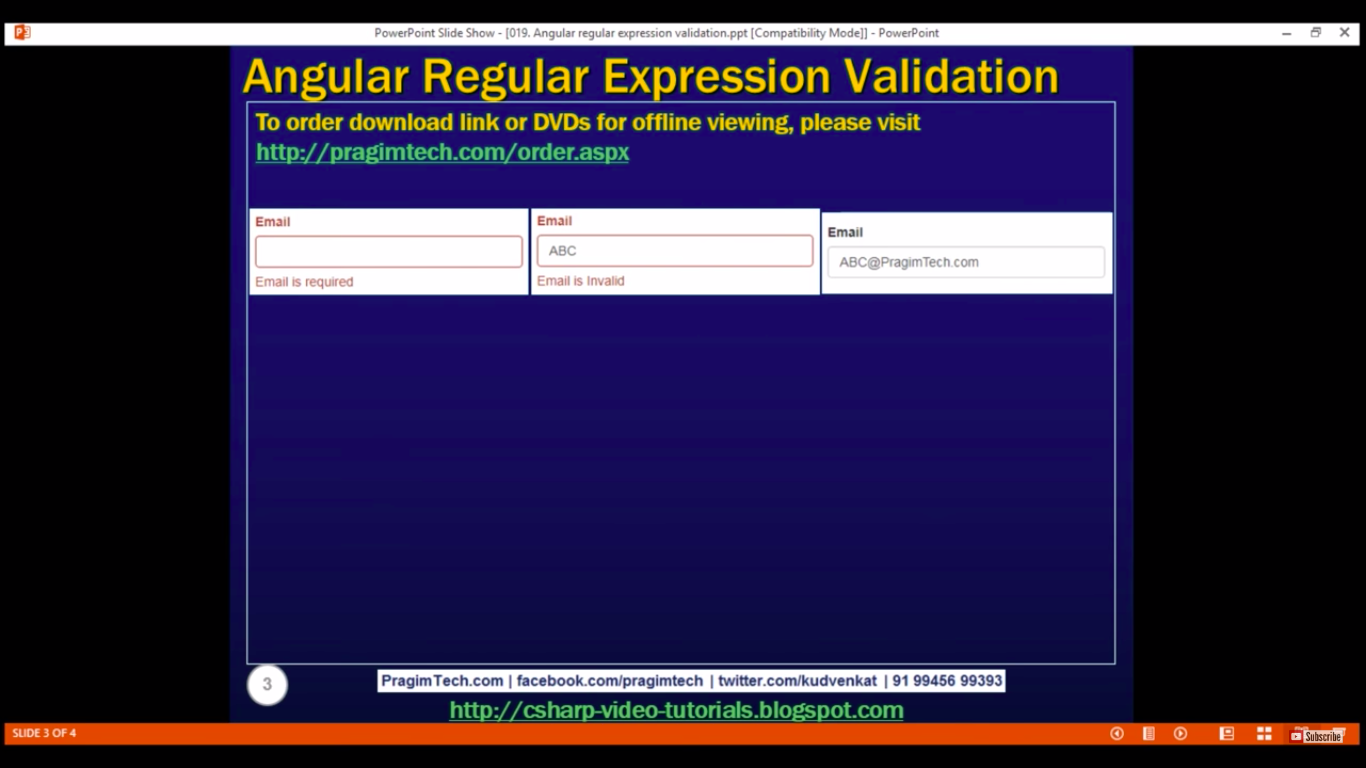 PowerPoint Slide Show - [019. Angular regular expression validation.ppt [Compatibility Mode]] - PowerPoint
Angular Regular Expression Validation
To order download link or DVDs for offline viewing, please visit
http://pragimtech.com/order.aspx
Email
Email is required
Email
ABC
Email is Invalid
Email
ABC@PragimTech.com
3
PragimTech.com | facebook.com/pragimtech | twitter.com/kudvenkat | 91 99456 99393
http://csharp-video-tutorials.blogspot.com
SLIDE 3 OF 4
Subscribe